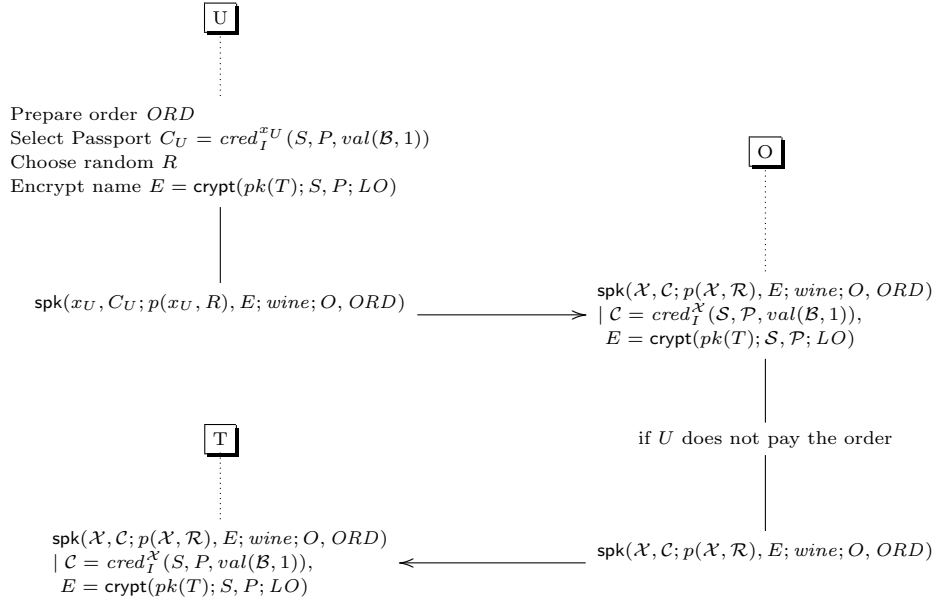 U
Prepare order ORD
Select Passport C_U = cred_I^{x_U}(S, P, val(ℬ, 1))
Choose random R
Encrypt name E = crypt(pk(T); S, P; LO)
O
spk(x_U, C_U; p(x_U, R), E; wine; O, ORD)
spk(𝒳, 𝒞; p(𝒳, ℛ), E; wine; O, ORD)
| 𝒞 = cred_I^𝒳(𝒮, 𝒫, val(ℬ, 1)),
E = crypt(pk(T); 𝒮, 𝒫; LO)
if U does not pay the order
T
spk(𝒳, 𝒞; p(𝒳, ℛ), E; wine; O, ORD)
spk(𝒳, 𝒞; p(𝒳, ℛ), E; wine; O, ORD)
| 𝒞 = cred_I^𝒳(S, P, val(ℬ, 1)),
E = crypt(pk(T); S, P; LO)